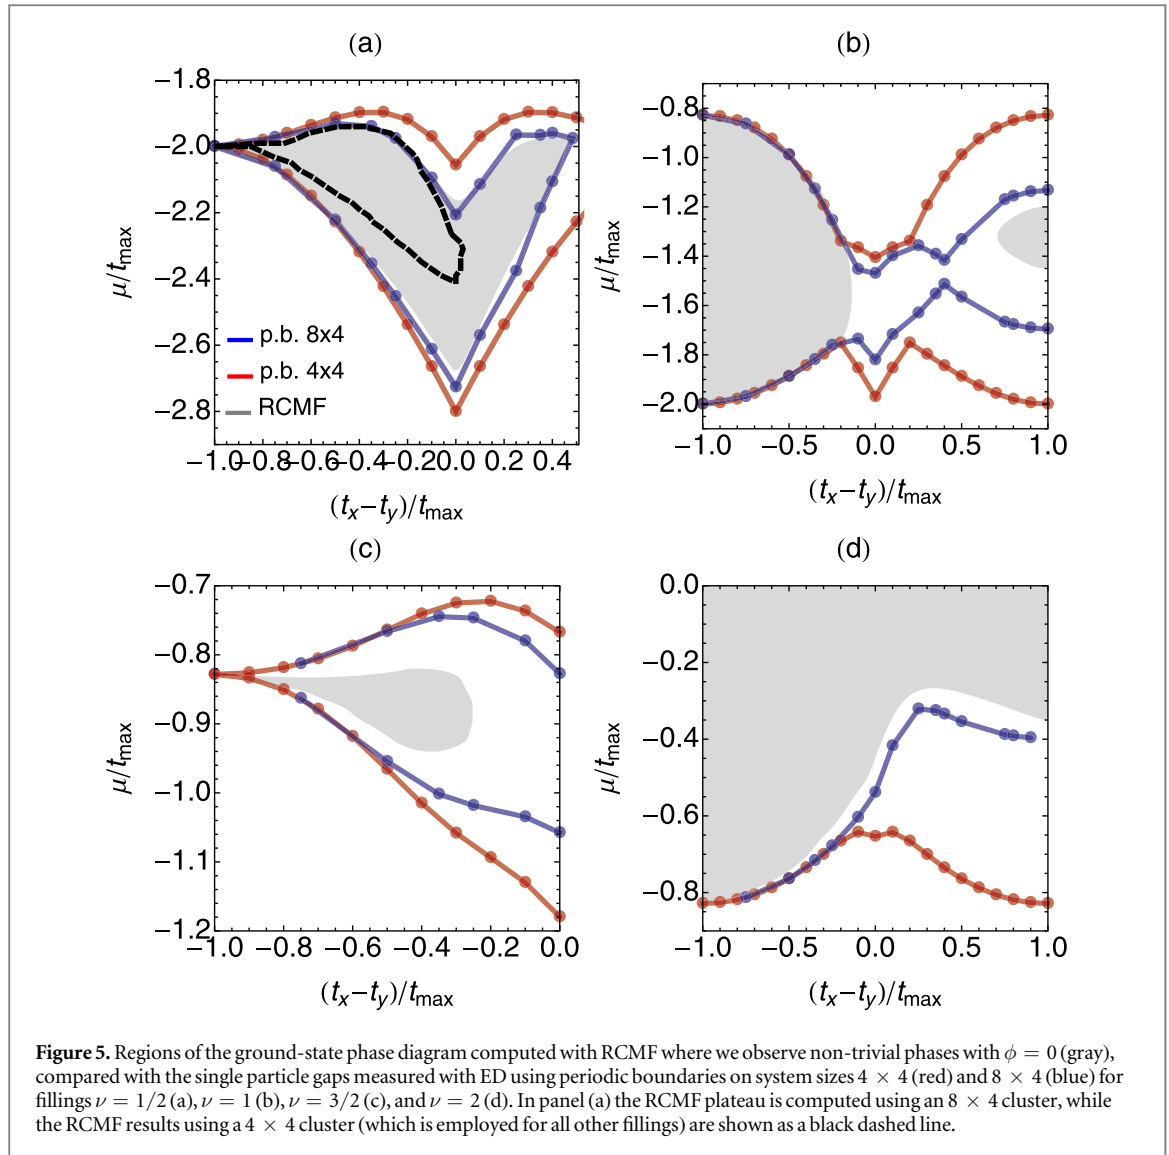 (a)
(b)
−1.8
−2.0
−2.2
−2.4
−2.6
−2.8
μ/t_max
p.b. 8x4
p.b. 4x4
RCMF
−1.0−0.8−0.6−0.4−0.20.0 0.2 0.4
(t_x−t_y)/t_max
−0.8
−1.0
−1.2
−1.4
−1.6
−1.8
−2.0
μ/t_max
−1.0 −0.5 0.0 0.5 1.0
(t_x−t_y)/t_max
(c)
(d)
−0.7
−0.8
−0.9
−1.0
−1.1
−1.2
μ/t_max
−1.0 −0.8 −0.6 −0.4 −0.2 0.0
(t_x−t_y)/t_max
0.0
−0.2
−0.4
−0.6
−0.8
μ/t_max
−1.0 −0.5 0.0 0.5 1.0
(t_x−t_y)/t_max
Figure 5. Regions of the ground-state phase diagram computed with RCMF where we observe non-trivial phases with ϕ = 0 (gray),
compared with the single particle gaps measured with ED using periodic boundaries on system sizes 4 × 4 (red) and 8 × 4 (blue) for
fillings ν = 1/2 (a), ν = 1 (b), ν = 3/2 (c), and ν = 2 (d). In panel (a) the RCMF plateau is computed using an 8 × 4 cluster, while
the RCMF results using a 4 × 4 cluster (which is employed for all other fillings) are shown as a black dashed line.